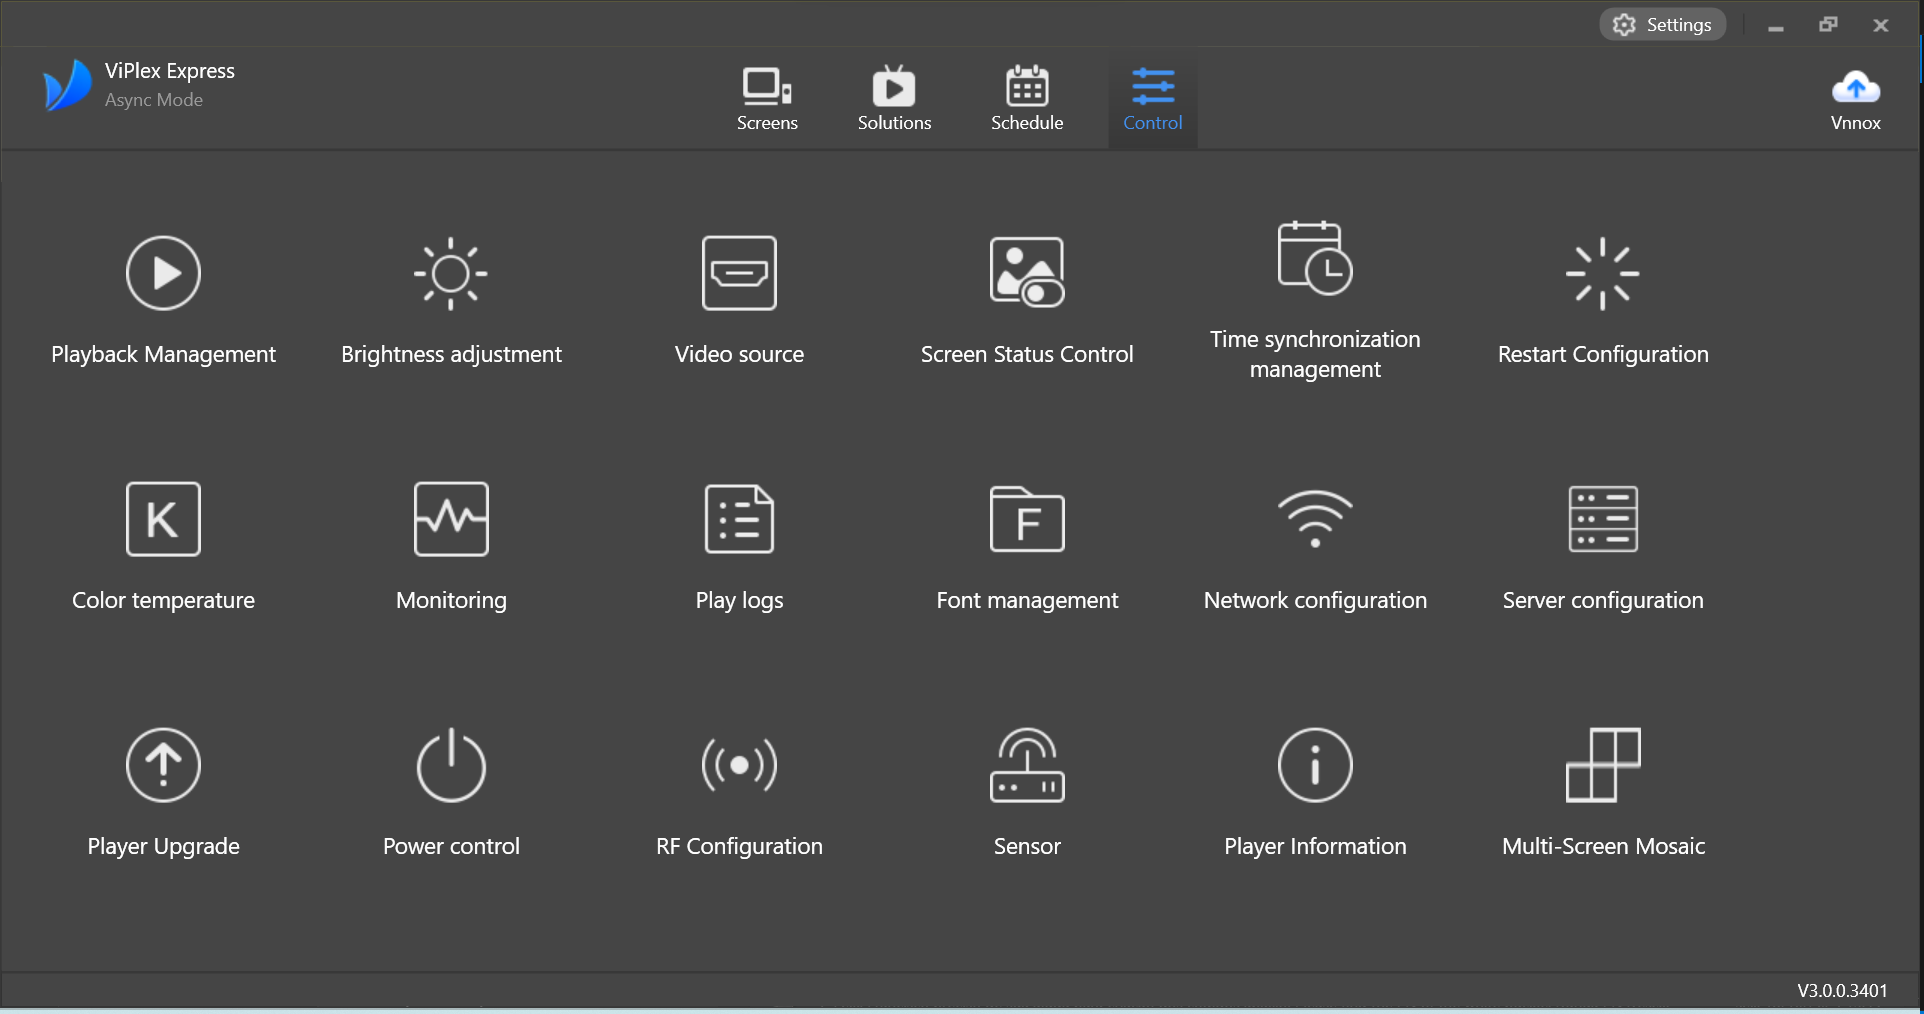 Settings
ViPlex Express
Async Mode
Screens
Solutions
Schedule
Control
Vnnox
Playback Management
Brightness adjustment
Video source
Screen Status Control
Time synchronization
management
Restart Configuration
K
Color temperature
Monitoring
Play logs
F
Font management
Network configuration
Server configuration
Player Upgrade
Power control
RF Configuration
Sensor
Player Information
Multi-Screen Mosaic
V3.0.0.3401